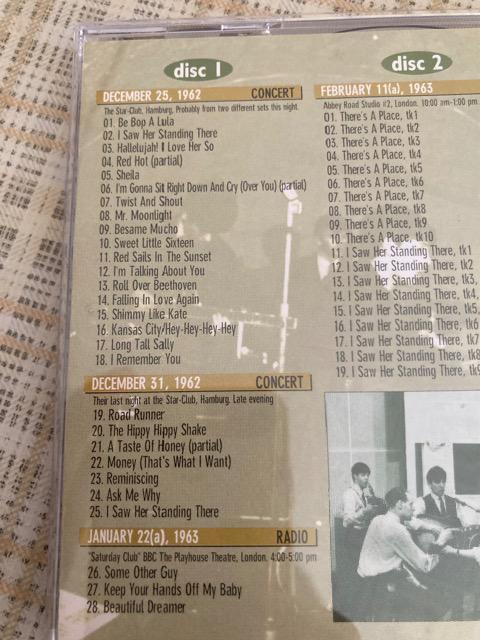 disc 1
DECEMBER 25, 1962 CONCERT
The Star-Club, Hamburg. Probably from two different sets this night.
01. Be Bop A Lula
02. I Saw Her Standing There
03. Hallelujah! I Love Her So
04. Red Hot (partial)
05. Sheila
06. I'm Gonna Sit Right Down And Cry (Over You) (partial)
07. Twist And Shout
08. Mr. Moonlight
09. Besame Mucho
10. Sweet Little Sixteen
11. Red Sails In The Sunset
12. I'm Talking About You
13. Roll Over Beethoven
14. Falling In Love Again
15. Shimmy Like Kate
16. Kansas City/Hey-Hey-Hey-Hey
17. Long Tall Sally
18. I Remember You
DECEMBER 31, 1962 CONCERT
Their last night at the Star-Club, Hamburg. Late evening
19. Road Runner
20. The Hippy Hippy Shake
21. A Taste Of Honey (partial)
22. Money (That's What I Want)
23. Reminiscing
24. Ask Me Why
25. I Saw Her Standing There
JANUARY 22(a), 1963 RADIO
"Saturday Club" BBC The Playhouse Theatre, London. 4:00-5:00 pm
26. Some Other Guy
27. Keep Your Hands Off My Baby
28. Beautiful Dreamer
disc 2
FEBRUARY 11(a), 1963
Abbey Road Studio #2, London. 10:00 am-1:00 pm
01. There's A Place, tk1
02. There's A Place, tk2
03. There's A Place, tk3
04. There's A Place, tk4
05. There's A Place, tk5
06. There's A Place, tk6
07. There's A Place, tk7
08. There's A Place, tk8
09. There's A Place, tk9
10. There's A Place, tk10
11. I Saw Her Standing There, tk1
12. I Saw Her Standing There, tk2
13. I Saw Her Standing There, tk3,
14. I Saw Her Standing There, tk4,
15. I Saw Her Standing There, tk5,
16. I Saw Her Standing There, tk6
17. I Saw Her Standing There, tk7
18. I Saw Her Standing There, tk8
19. I Saw Her Standing There, tk9